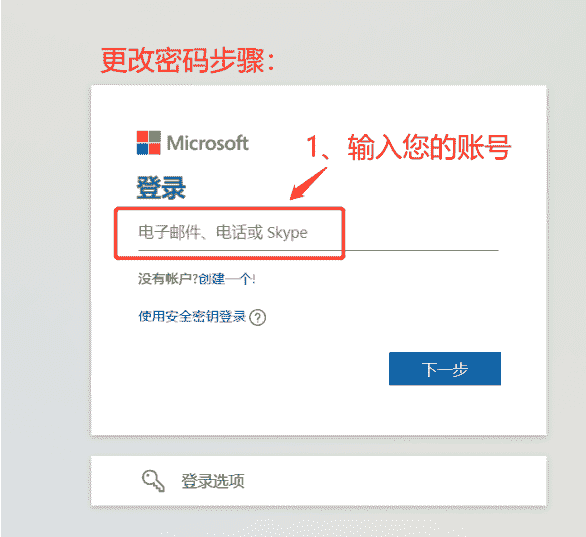 更改密码步骤：
Microsoft
1、输入您的账号
登录
电子邮件、电话或 Skype
没有帐户?创建一个!
使用安全密钥登录
下一步
登录选项